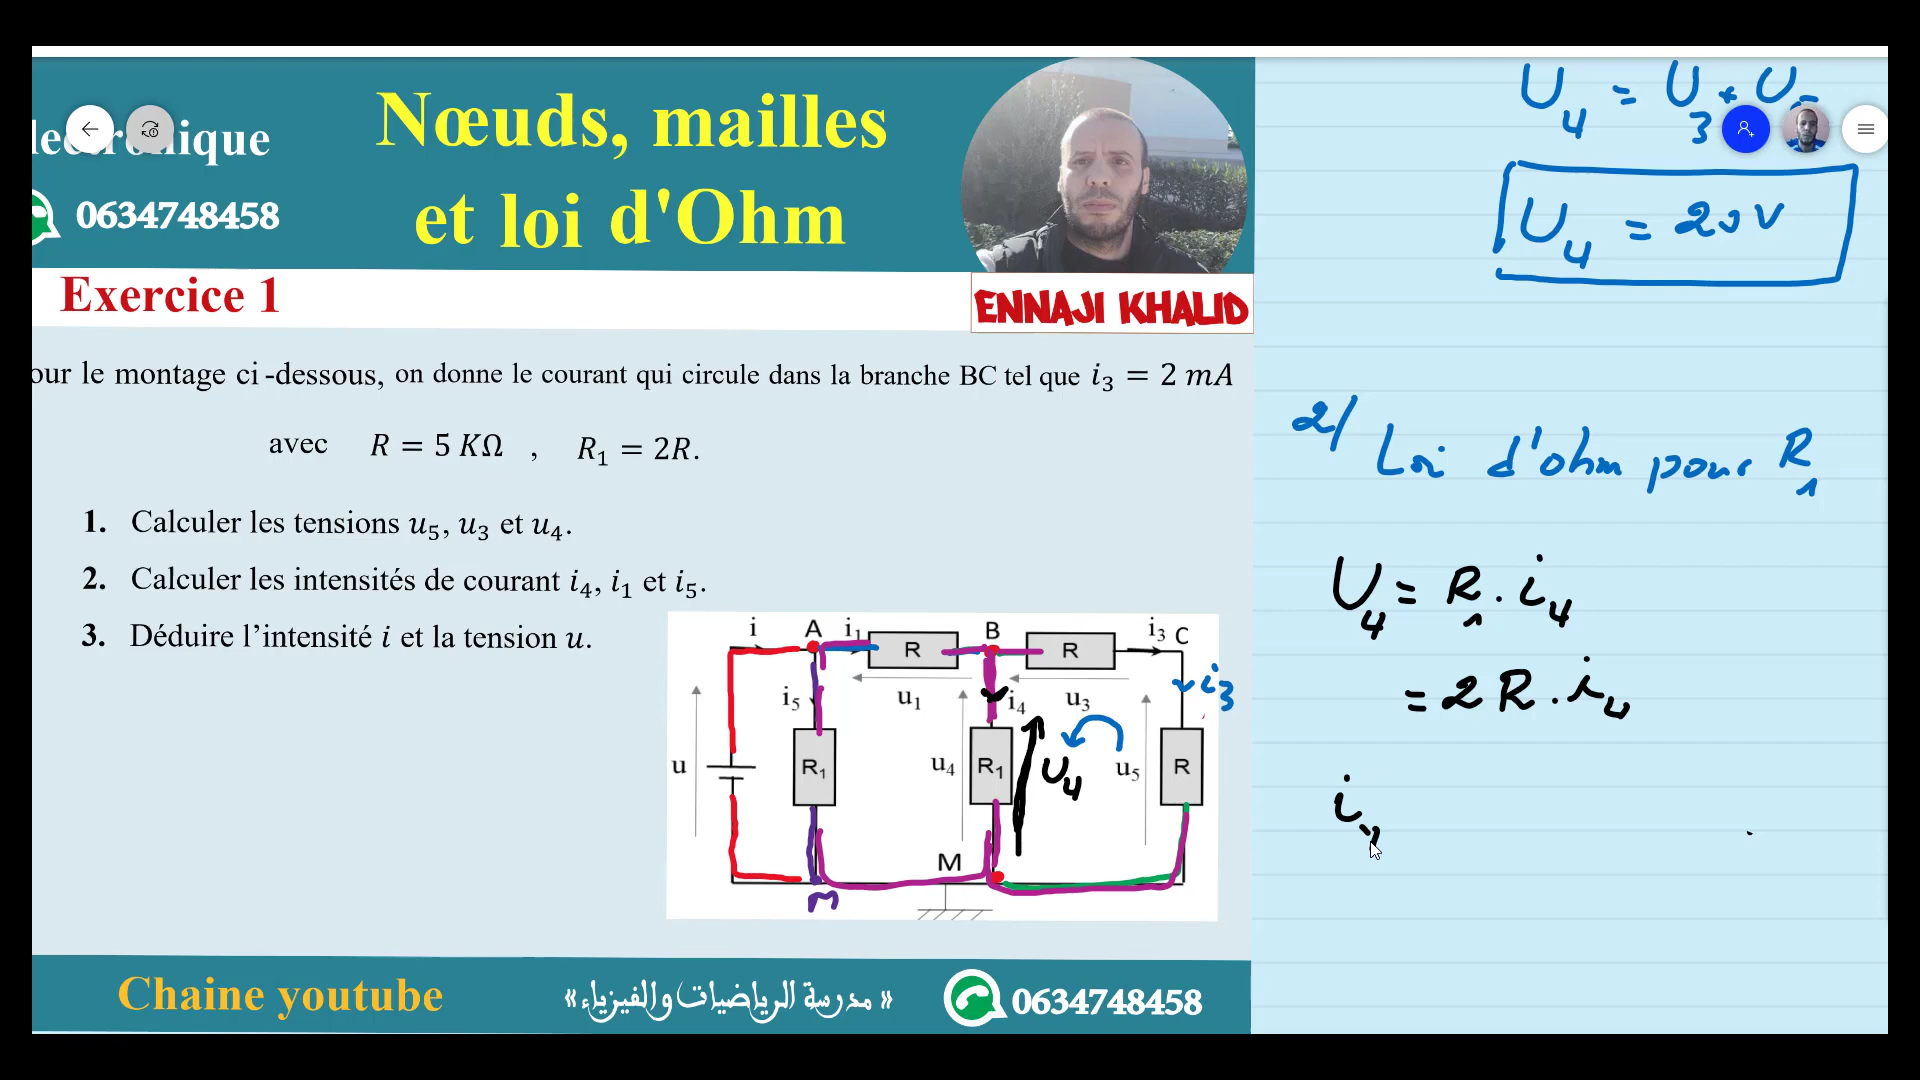 lectronique
0634748458
Nœuds, mailles
et loi d'Ohm
Exercice 1
ENNAJI KHALID
our le montage ci-dessous, on donne le courant qui circule dans la branche BC tel que i₃ = 2 mA
avec R = 5 KΩ , R₁ = 2R.
1. Calculer les tensions u₅, u₃ et u₄.
2. Calculer les intensités de courant i₄, i₁ et i₅.
3. Déduire l’intensité i et la tension u.
i A i₁ R B R i₃ C
i₅ u₁ i₄ u₃ i₃
u R₁ u₄ R₁ U₄ u₅ R
M
m
Chaine youtube
« مدرسة الرياضيات والفيزياء »
0634748458
U₄ = U₃ + U₅
U₄ = 20V
2/ Loi d'ohm pour R₁
U₄ = R₁ . i₄
= 2 R . i₄
i